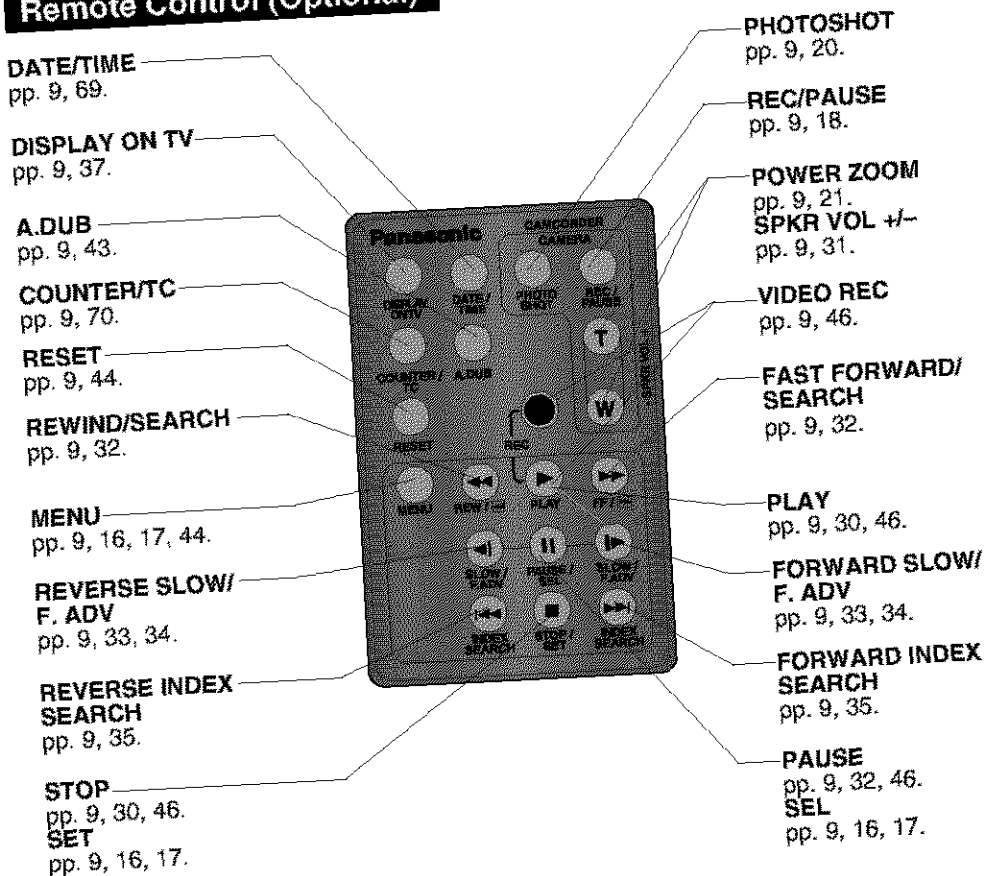 Remote Control (Optional)
DATE/TIME
pp. 9, 69.
DISPLAY ON TV
pp. 9, 37.
A.DUB
pp. 9, 43.
COUNTER/TC
pp. 9, 70.
RESET
pp. 9, 44.
REWIND/SEARCH
pp. 9, 32.
MENU
pp. 9, 16, 17, 44.
REVERSE SLOW/
F. ADV
pp. 9, 33, 34.
REVERSE INDEX
SEARCH
pp. 9, 35.
STOP
pp. 9, 30, 46.
SET
pp. 9, 16, 17.
Panasonic
CAMCORDER
CAMERA
DISPLAY
ON TV
DATE /
TIME
PHOTO
SHOT
REC /
PAUSE
T
COUNTER /
TC
A.DUB
W
– SPKR VOL +
RESET
REC
MENU
REW /
PLAY
FF /
SLOW /
F.ADV
PAUSE /
SEL
SLOW /
F.ADV
INDEX
SEARCH
STOP /
SET
INDEX
SEARCH
PHOTOSHOT
pp. 9, 20.
REC/PAUSE
pp. 9, 18.
POWER ZOOM
pp. 9, 21.
SPKR VOL +/–
pp. 9, 31.
VIDEO REC
pp. 9, 46.
FAST FORWARD/
SEARCH
pp. 9, 32.
PLAY
pp. 9, 30, 46.
FORWARD SLOW/
F. ADV
pp. 9, 33, 34.
FORWARD INDEX
SEARCH
pp. 9, 35.
PAUSE
pp. 9, 32, 46.
SEL
pp. 9, 16, 17.